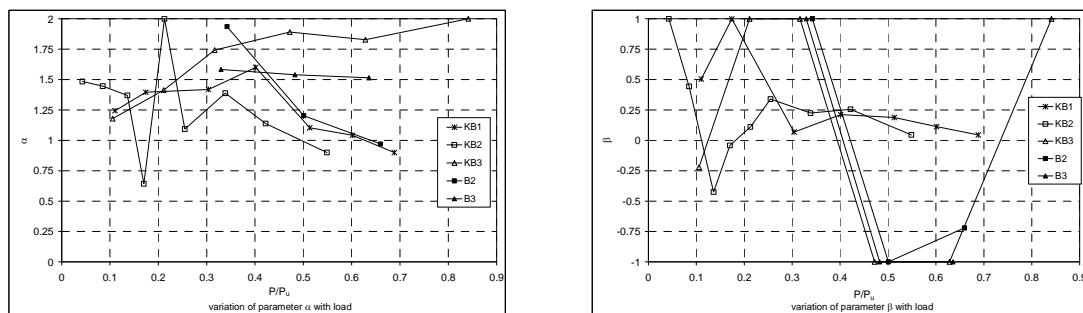 2
1.75
1.5
1.25
1
0.75
0.5
0.25
0
α
0 0.1 0.2 0.3 0.4 0.5 0.6 0.7 0.8 0.9
P/Pu
variation of parameter α with load
KB1
KB2
KB3
B2
B3
1
0.75
0.5
0.25
0
-0.25
-0.5
-0.75
-1
β
0 0.1 0.2 0.3 0.4 0.5 0.6 0.7 0.8 0.9
P/Pu
variation of parameter β with load
KB1
KB2
KB3
B2
B3